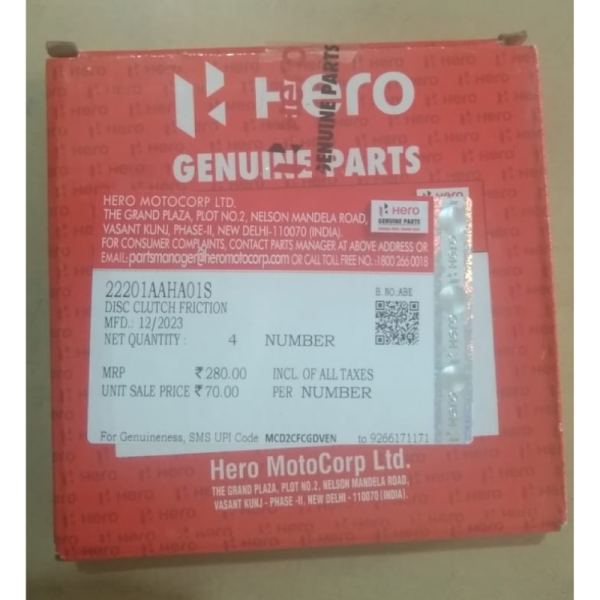 Hero
GENUINE PARTS
GENUINE PARTS
HERO MOTOCORP LTD.
THE GRAND PLAZA, PLOT NO.2, NELSON MANDELA ROAD,
VASANT KUNJ, PHASE-II, NEW DELHI-110070 (INDIA).
FOR CONSUMER COMPLAINTS, CONTACT PARTS MANAGER AT ABOVE ADDRESS OR
EMAIL: partsmanager@heromotocorp.com OR CALL TOLL FREE NO.:1800 266 0018
Hero
GENUINE PARTS
Hero
22201AAHA01S
B.NO:ABE
DISC CLUTCH FRICTION
MFD.: 12/2023
NET QUANTITY : 4 NUMBER
MRP ₹ 280.00 INCL. OF ALL TAXES
UNIT SALE PRICE ₹ 70.00 PER NUMBER
For Genuineness, SMS UPI Code MCD2CFCGDVEN to 9266171171
Hero MotoCorp Ltd.
THE GRAND PLAZA, PLOT NO.2, NELSON MANDELA ROAD,
VASANT KUNJ - PHASE -II, NEW DELHI - 110070 (INDIA).